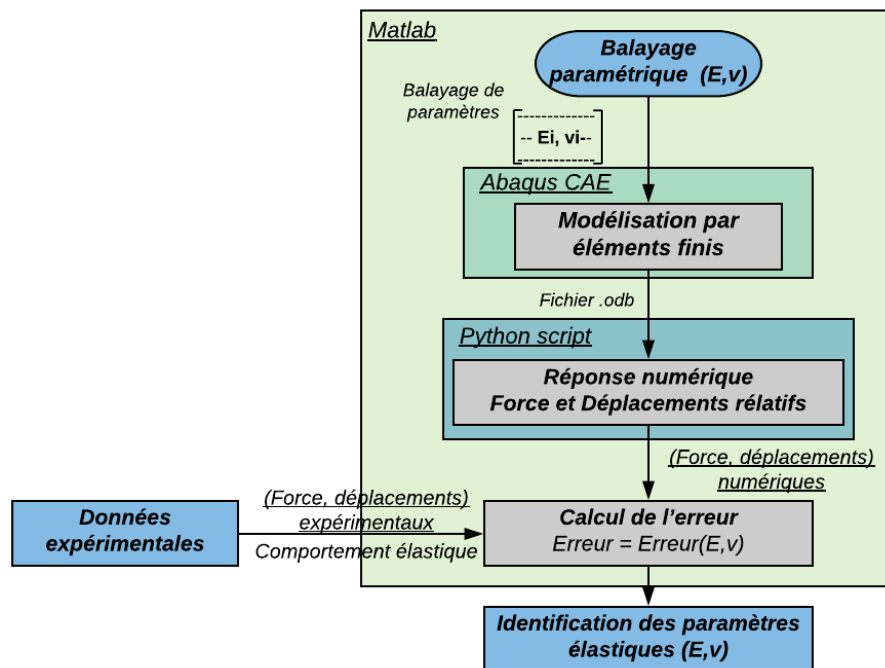 Matlab
Balayage
paramétrique (E,v)
Balayage de
paramètres
-- Ei, vi--
Abaqus CAE
Modélisation par
éléments finis
Fichier .odb
Python script
Réponse numérique
Force et Déplacements rélatifs
(Force, déplacements)
numériques
(Force, déplacements)
expérimentaux
Comportement élastique
Données
expérimentales
Calcul de l'erreur
Erreur = Erreur(E,v)
Identification des paramètres
élastiques (E,v)